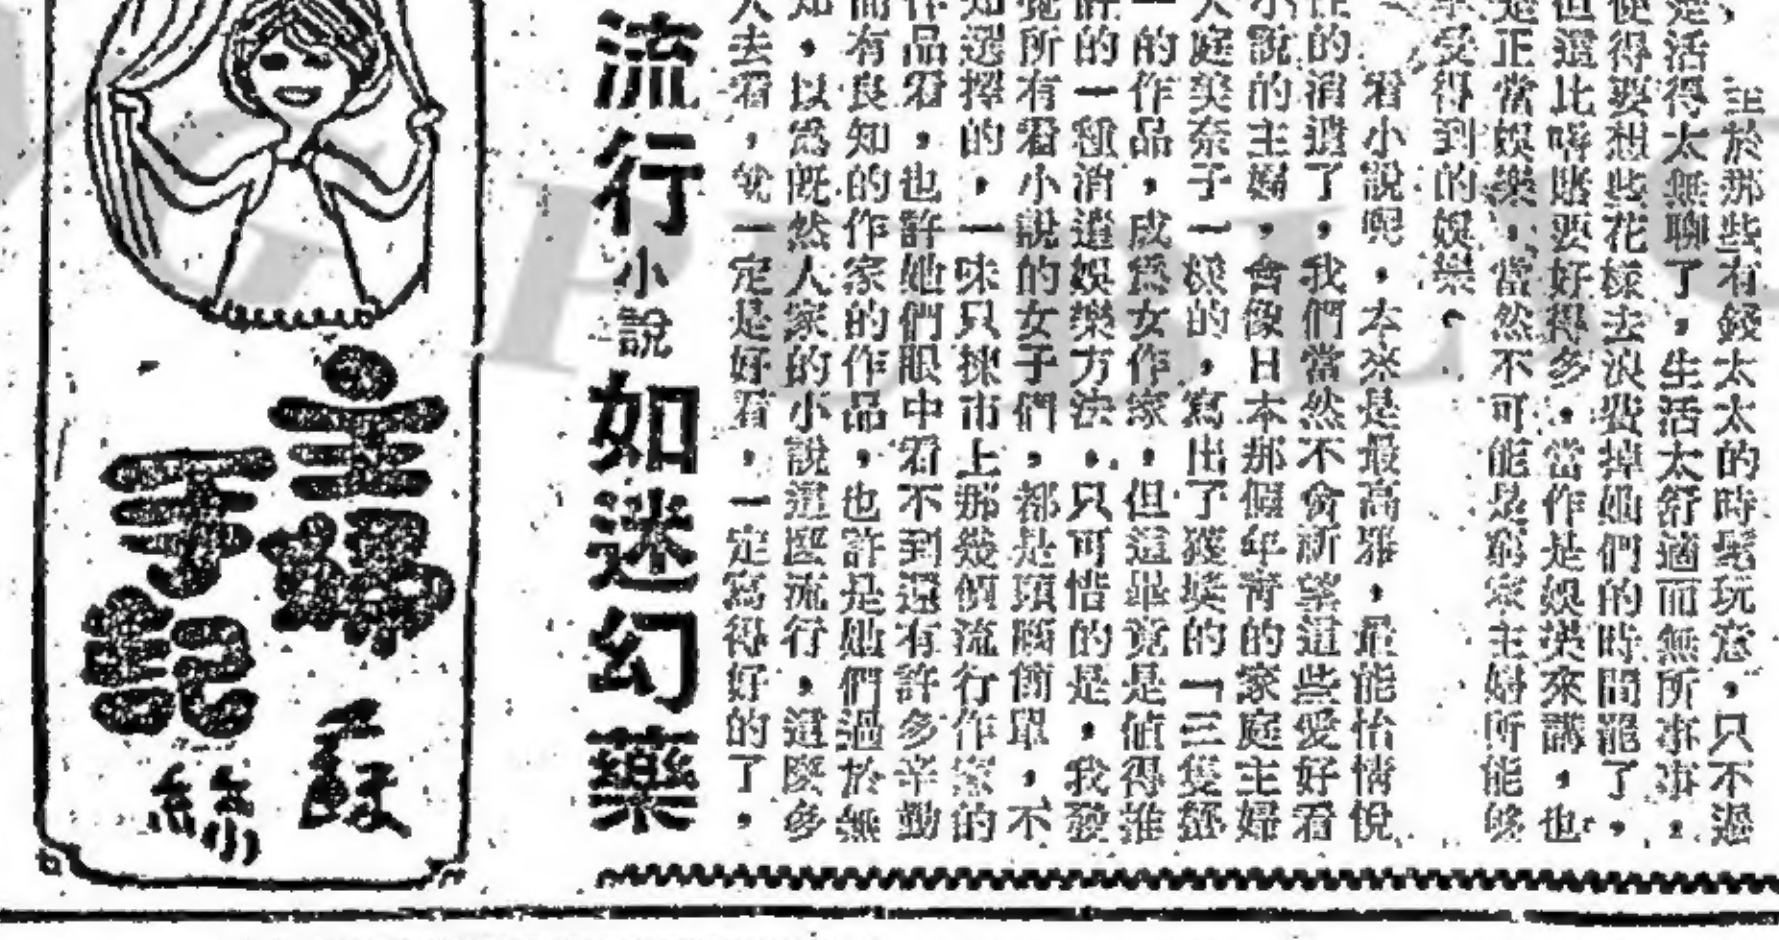 至於那些有錢太太的時髦玩意，只不過
是活得太無聊了，生活太舒適而無所事事，
使得要想些花樣去浪費掉她們的時間罷了，
但還比嗜賭要好得多。當作是娛樂來講，也
是正當娛樂，當然不可能是窮家主婦所能够
享受得到的娛樂。
看小說呢，本來是最高雅，最能怡情悅
性的消遣了，我們當然不會祈望這些愛好看
小說的主婦，會像日本那個年青的家庭主婦
大庭美奈子一樣的，寫出了獲獎的「三隻蟹
一的作品，成為女作家，但這畢竟是值得推
許的一種消遣娛樂方法，只可惜的是，我發
覺所有看小說的女子們，都是頭腦簡單，不
知選擇的，一味只揀市上那幾個流行作家的
作品看，也許她們眼中看不到還有許多辛勤
而有良知的作家的作品，也許是她們過於無
知，以為既然人家的小說這麼流行，這麼多
人去看，就一定是好看，一定寫得好的了。
流行小說如迷幻藥
主婦手記
絲